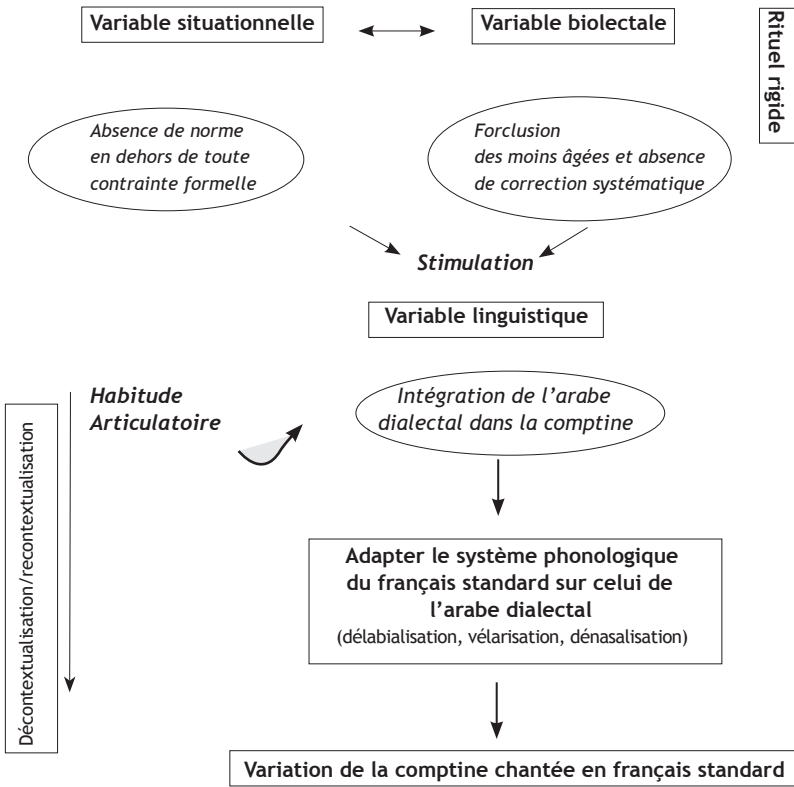 Variable situationnelle
Variable biolectale
Rituel rigide
Absence de norme
en dehors de toute
contrainte formelle
Forclusion
des moins âgées et absence
de correction systématique
Stimulation
Variable linguistique
Habitude
Articulatoire
Intégration de l'arabe
dialectal dans la comptine
Décontextualisation/recontextualisation
Adapter le système phonologique
du français standard sur celui de
l'arabe dialectal
(délabialisation, vélarisation, dénasalisation)
Variation de la comptine chantée en français standard